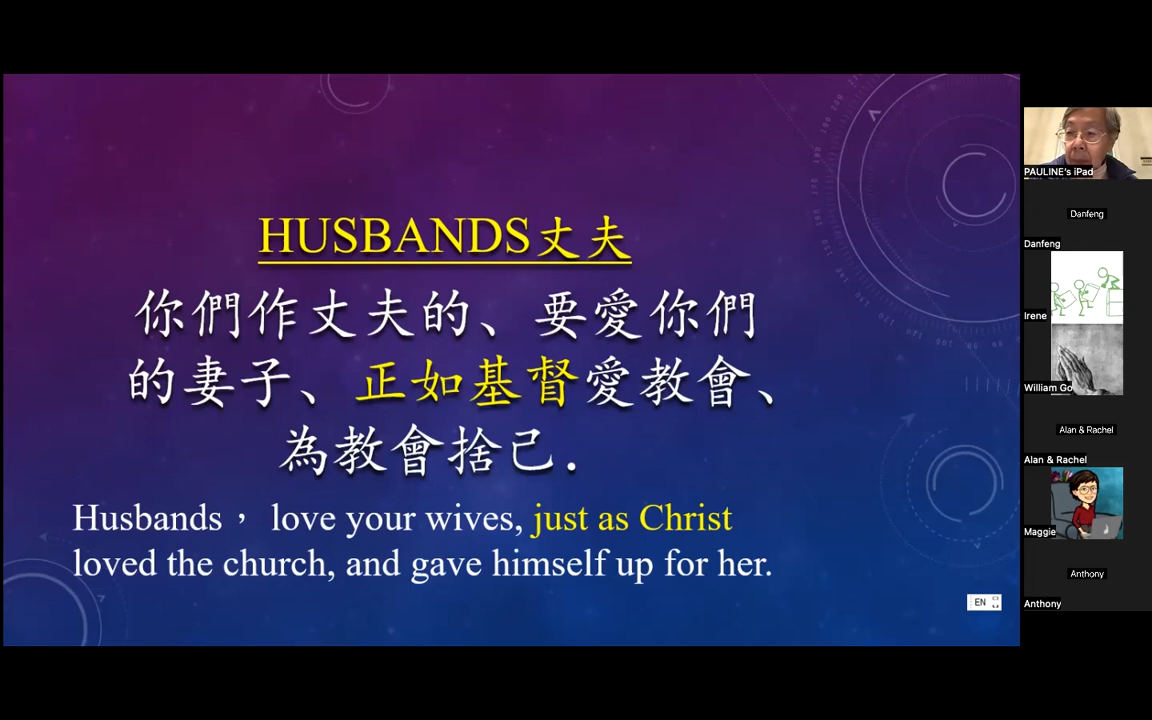 HUSBANDS丈夫
你們作丈夫的、要愛你們
的妻子、正如基督愛教會、
為教會捨己.
Husbands， love your wives, just as Christ
loved the church, and gave himself up for her.
EN
PAULINE's iPad
Danfeng
Danfeng
Irene
William Go
Alan & Rachel
Alan & Rachel
Maggie
Anthony
Anthony